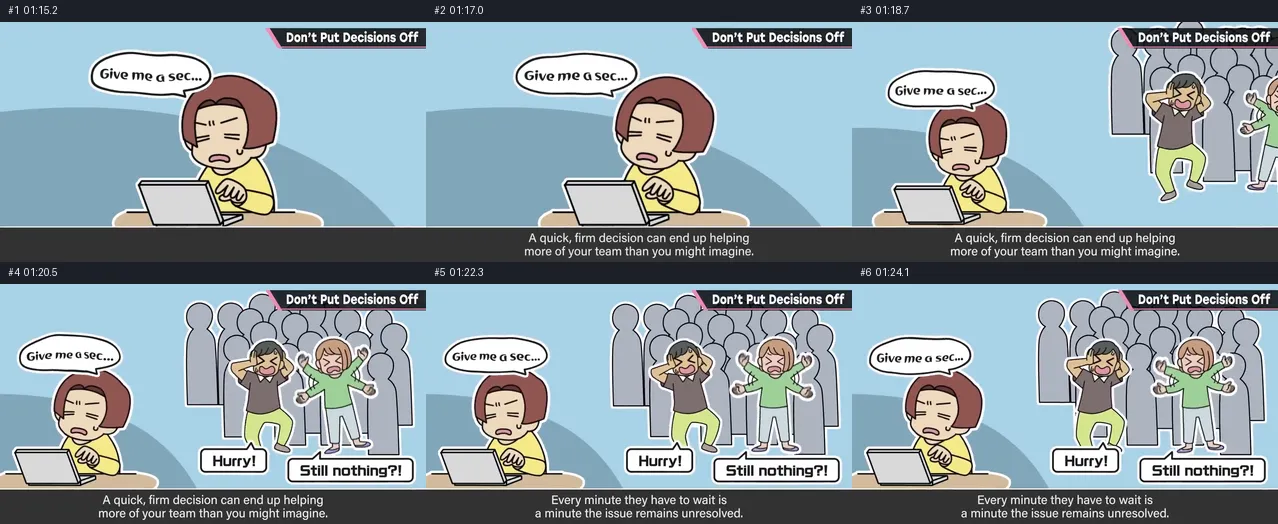 #1 01:15.2
Don't Put Decisions Off
Give me a sec...
#2 01:17.0
Don't Put Decisions Off
Give me a sec...
A quick, firm decision can end up helping
more of your team than you might imagine.
#3 01:18.7
Don't Put Decisions Off
Give me a sec...
A quick, firm decision can end up helping
more of your team than you might imagine.
#4 01:20.5
Don't Put Decisions Off
Give me a sec...
Hurry!
Still nothing?!
A quick, firm decision can end up helping
more of your team than you might imagine.
#5 01:22.3
Don't Put Decisions Off
Give me a sec...
Hurry!
Still nothing?!
Every minute they have to wait is
a minute the issue remains unresolved.
#6 01:24.1
Don't Put Decisions Off
Give me a sec...
Hurry!
Still nothing?!
Every minute they have to wait is
a minute the issue remains unresolved.